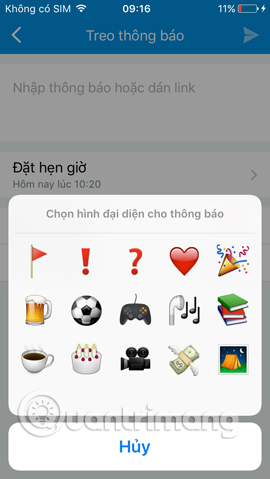 Không có SIM 09:16 11%
Treo thông báo
Nhập thông báo hoặc dán link
Đặt hẹn giờ
Hôm nay lúc 10:20
Chọn hình đại diện cho thông báo
Quantrimang
Hủy